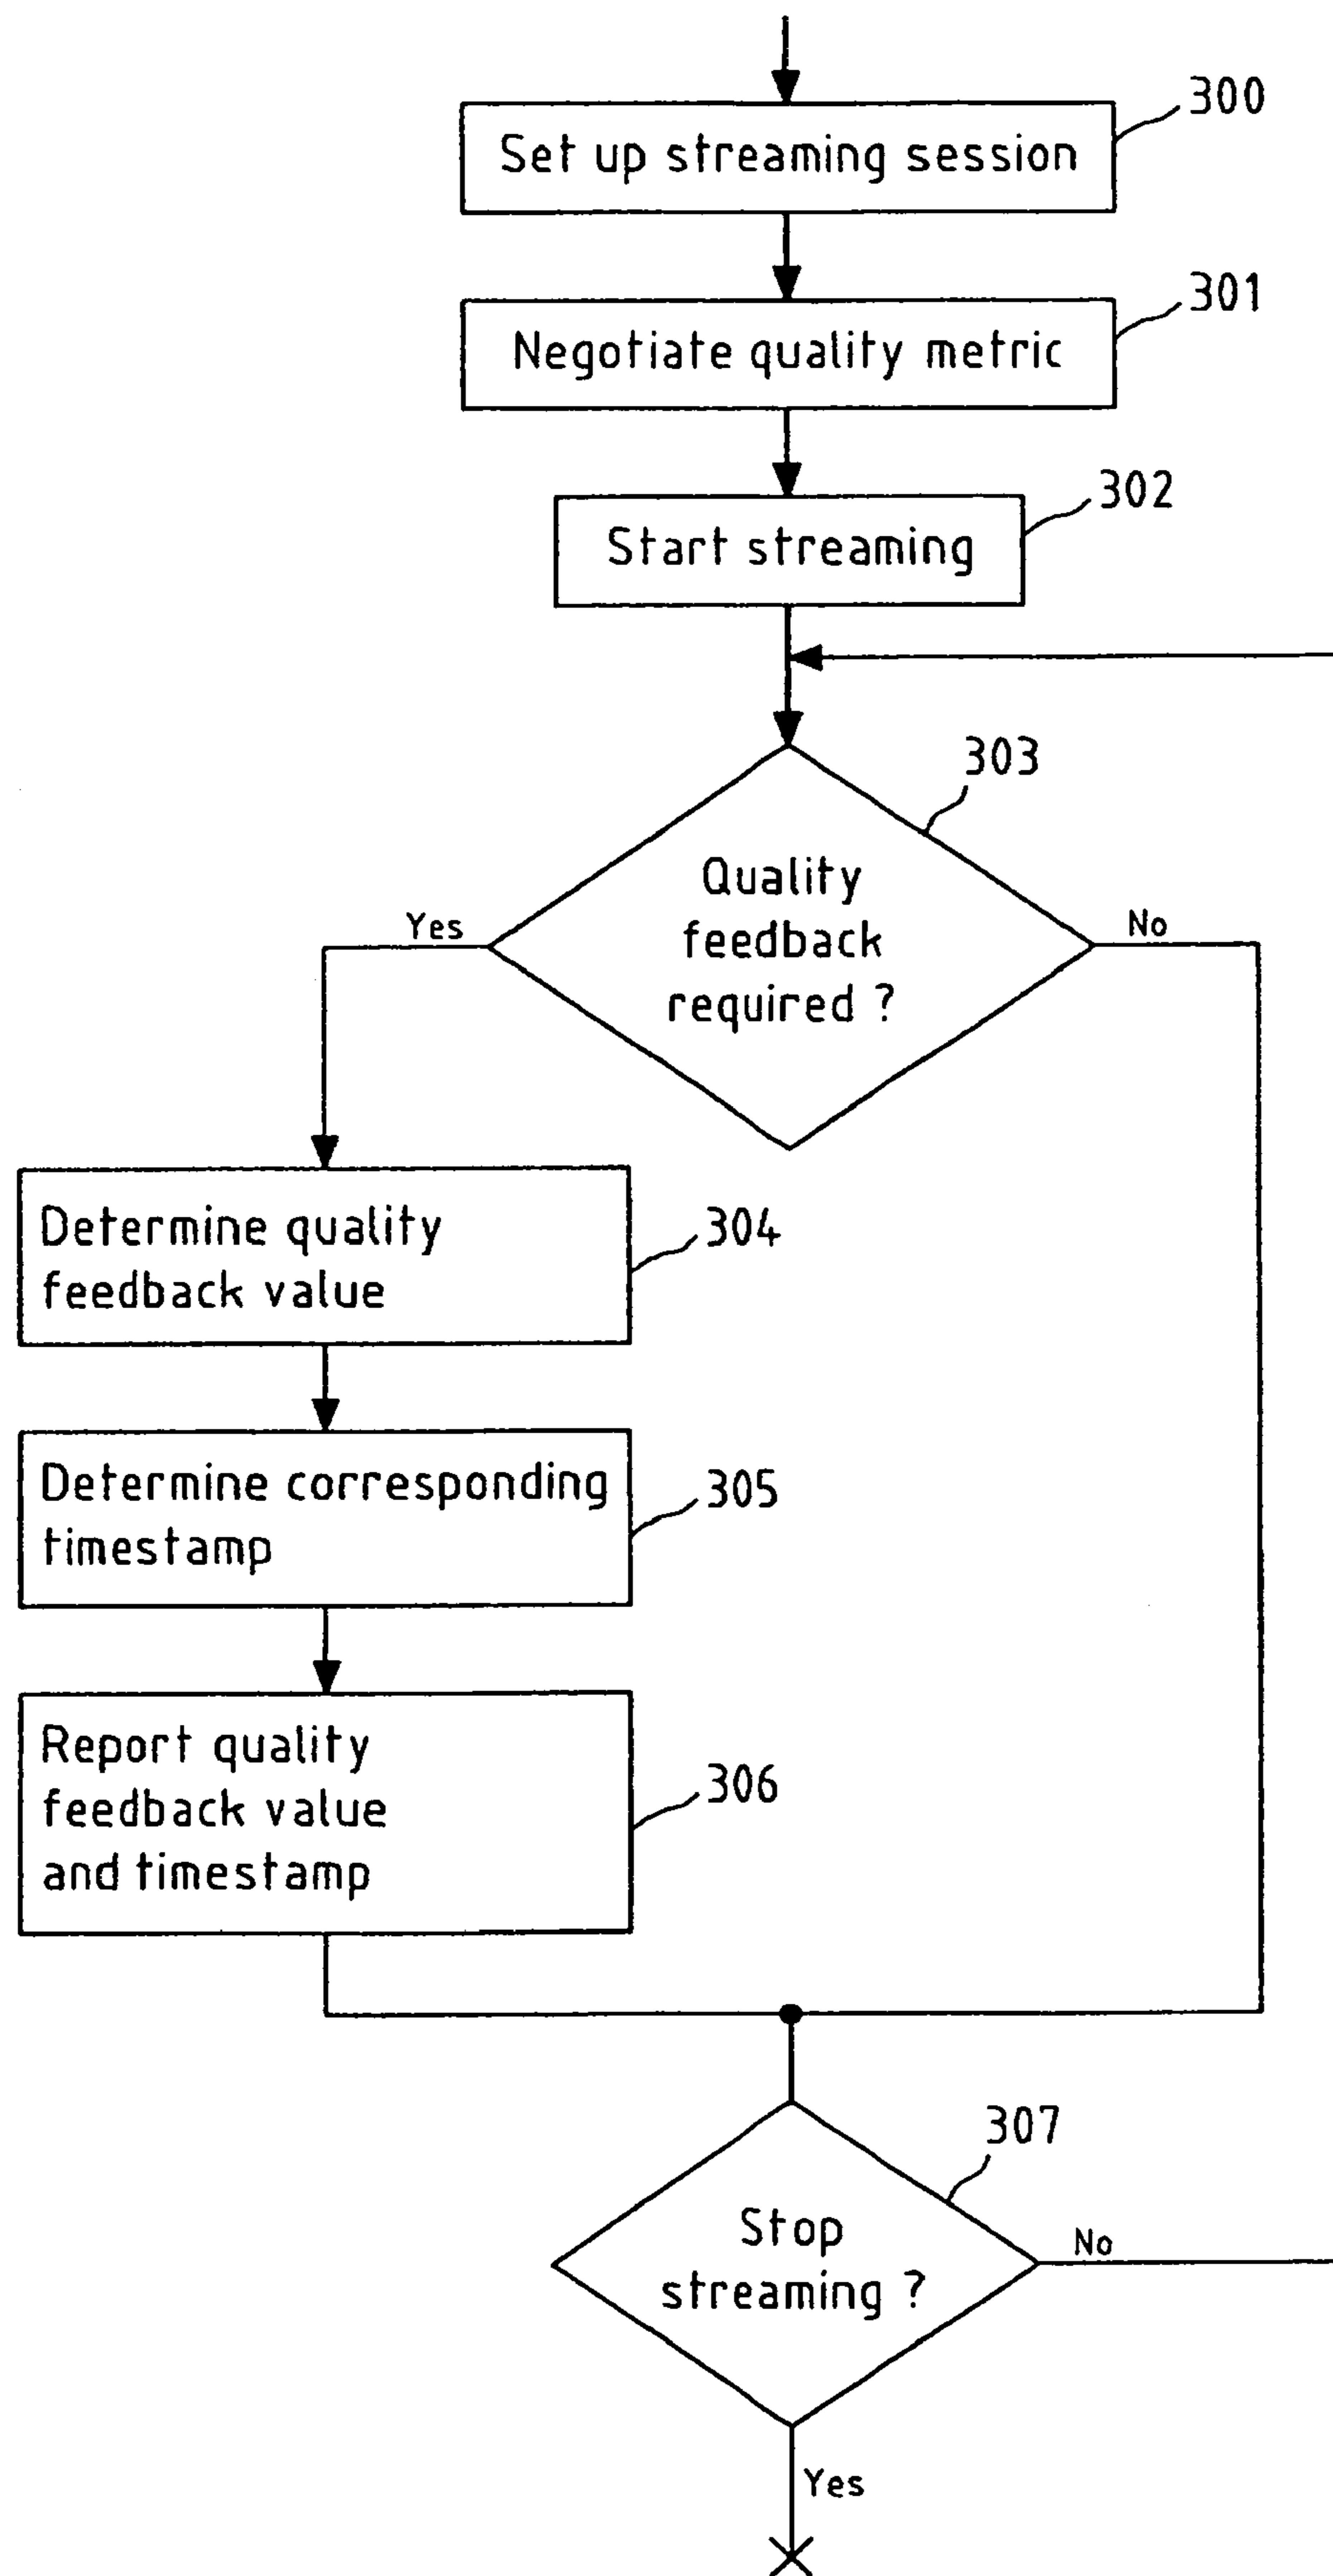 300
Set up streaming session
301
Negotiate quality metric
302
Start streaming
303
Quality
feedback
required ?
Yes
No
Determine quality
feedback value
304
Determine corresponding
timestamp
305
Report quality
feedback value
and timestamp
306
307
Stop
streaming ?
No
Yes